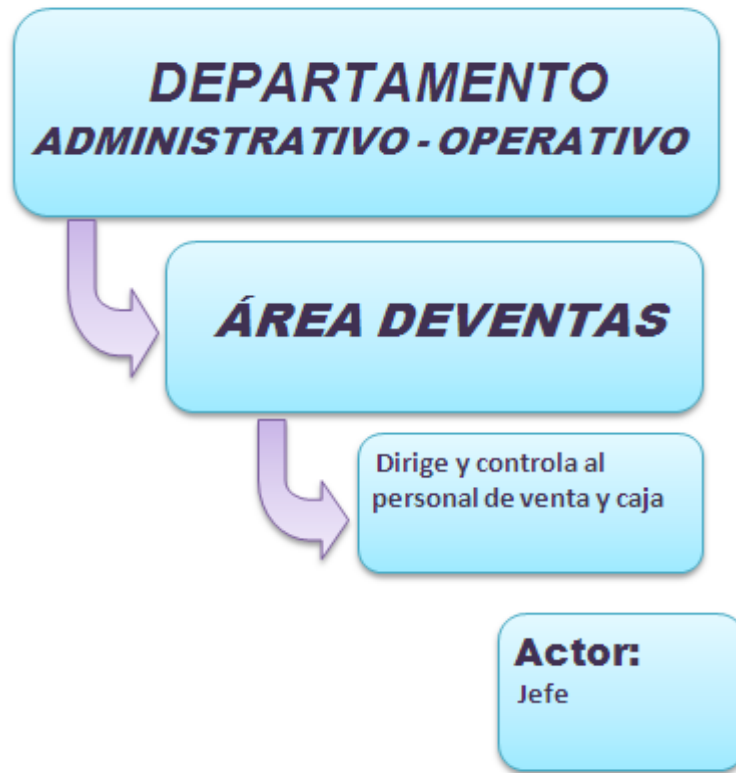 DEPARTAMENTO
ADMINISTRATIVO - OPERATIVO
ÁREA DEVENTAS
Dirige y controla al
personal de venta y caja
Actor:
Jefe